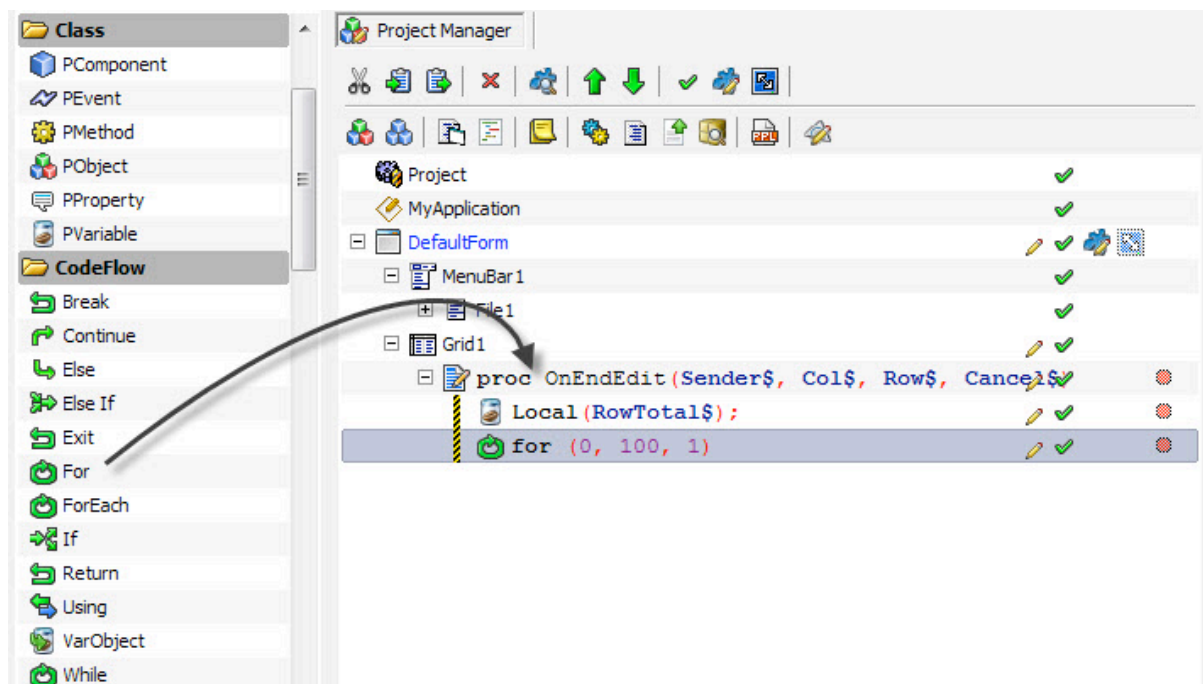 Class
PComponent
PEvent
PMethod
PObject
PProperty
PVariable
CodeFlow
Break
Continue
Else
Else If
Exit
For
ForEach
If
Return
Using
VarObject
While
Project Manager
PPL
Project
MyApplication
DefaultForm
MenuBar1
File1
Grid1
proc OnEndEdit(Sender$, Col$, Row$, Cancel$)
Local(RowTotal$);
for (0, 100, 1)